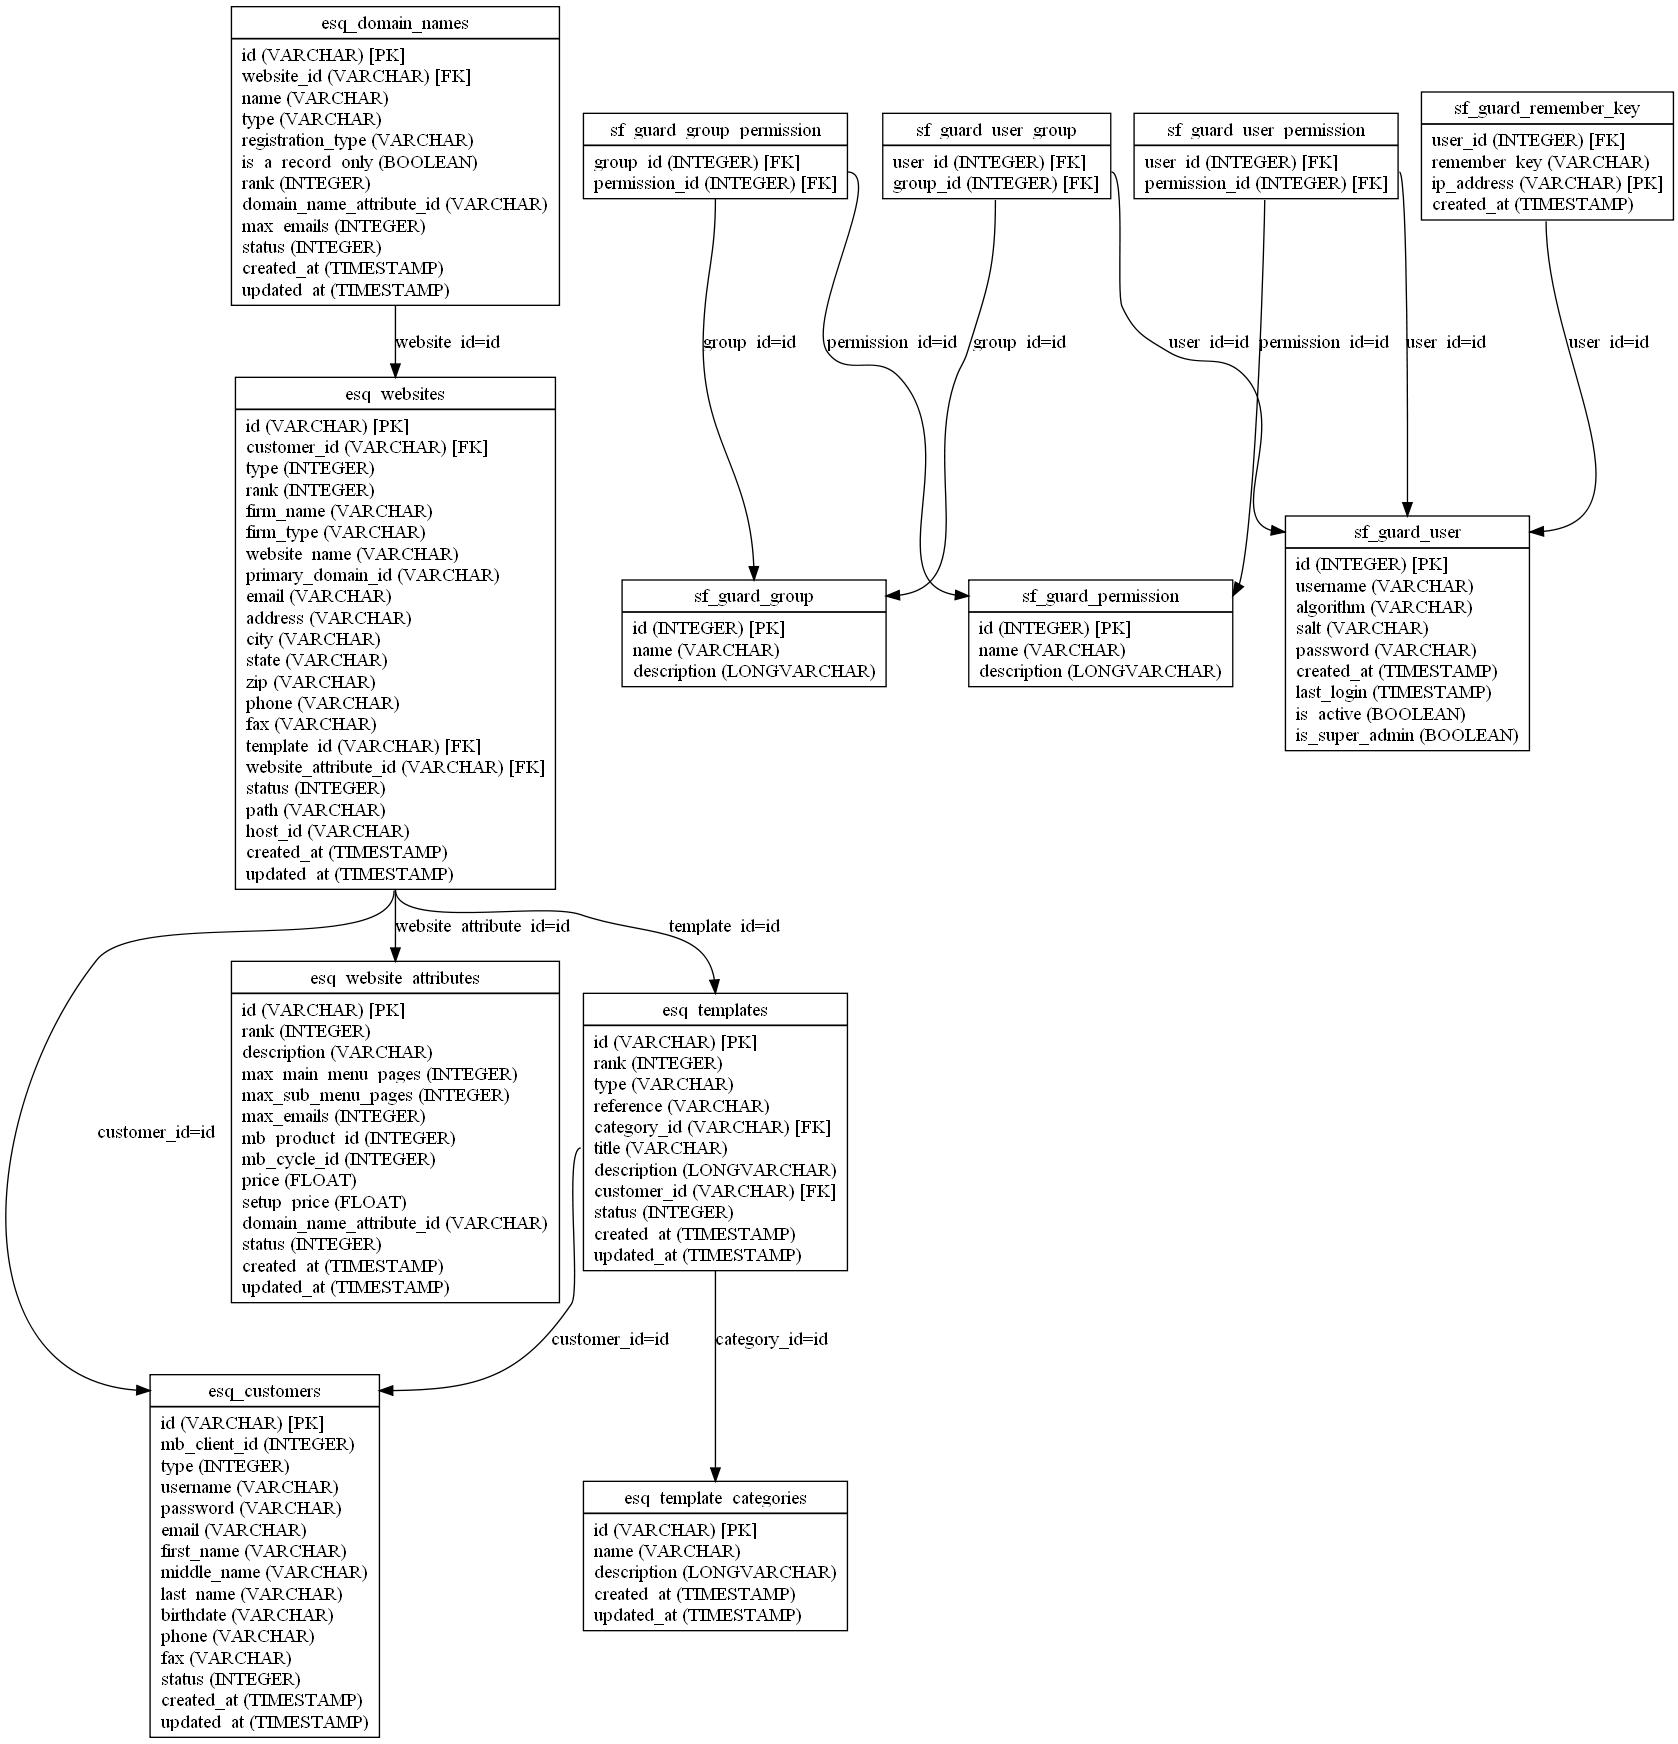 esq_domain_names
id (VARCHAR) [PK]
website_id (VARCHAR) [FK]
name (VARCHAR)
type (VARCHAR)
registration_type (VARCHAR)
is_a_record_only (BOOLEAN)
rank (INTEGER)
domain_name_attribute_id (VARCHAR)
max_emails (INTEGER)
status (INTEGER)
created_at (TIMESTAMP)
updated_at (TIMESTAMP)
sf_guard_group_permission
group_id (INTEGER) [FK]
permission_id (INTEGER) [FK]
sf_guard_user_group
user_id (INTEGER) [FK]
group_id (INTEGER) [FK]
sf_guard_user_permission
user_id (INTEGER) [FK]
permission_id (INTEGER) [FK]
sf_guard_remember_key
user_id (INTEGER) [FK]
remember_key (VARCHAR)
ip_address (VARCHAR) [PK]
created_at (TIMESTAMP)
website_id=id
group_id=id
permission_id=id
group_id=id
user_id=id
permission_id=id
user_id=id
user_id=id
esq_websites
id (VARCHAR) [PK]
customer_id (VARCHAR) [FK]
type (INTEGER)
rank (INTEGER)
firm_name (VARCHAR)
firm_type (VARCHAR)
website_name (VARCHAR)
primary_domain_id (VARCHAR)
email (VARCHAR)
address (VARCHAR)
city (VARCHAR)
state (VARCHAR)
zip (VARCHAR)
phone (VARCHAR)
fax (VARCHAR)
template_id (VARCHAR) [FK]
website_attribute_id (VARCHAR) [FK]
status (INTEGER)
path (VARCHAR)
host_id (VARCHAR)
created_at (TIMESTAMP)
updated_at (TIMESTAMP)
sf_guard_group
id (INTEGER) [PK]
name (VARCHAR)
description (LONGVARCHAR)
sf_guard_permission
id (INTEGER) [PK]
name (VARCHAR)
description (LONGVARCHAR)
sf_guard_user
id (INTEGER) [PK]
username (VARCHAR)
algorithm (VARCHAR)
salt (VARCHAR)
password (VARCHAR)
created_at (TIMESTAMP)
last_login (TIMESTAMP)
is_active (BOOLEAN)
is_super_admin (BOOLEAN)
website_attribute_id=id
template_id=id
customer_id=id
esq_website_attributes
id (VARCHAR) [PK]
rank (INTEGER)
description (VARCHAR)
max_main_menu_pages (INTEGER)
max_sub_menu_pages (INTEGER)
max_emails (INTEGER)
mb_product_id (INTEGER)
mb_cycle_id (INTEGER)
price (FLOAT)
setup_price (FLOAT)
domain_name_attribute_id (VARCHAR)
status (INTEGER)
created_at (TIMESTAMP)
updated_at (TIMESTAMP)
esq_templates
id (VARCHAR) [PK]
rank (INTEGER)
type (VARCHAR)
reference (VARCHAR)
category_id (VARCHAR) [FK]
title (VARCHAR)
description (LONGVARCHAR)
customer_id (VARCHAR) [FK]
status (INTEGER)
created_at (TIMESTAMP)
updated_at (TIMESTAMP)
customer_id=id
category_id=id
esq_customers
id (VARCHAR) [PK]
mb_client_id (INTEGER)
type (INTEGER)
username (VARCHAR)
password (VARCHAR)
email (VARCHAR)
first_name (VARCHAR)
middle_name (VARCHAR)
last_name (VARCHAR)
birthdate (VARCHAR)
phone (VARCHAR)
fax (VARCHAR)
status (INTEGER)
created_at (TIMESTAMP)
updated_at (TIMESTAMP)
esq_template_categories
id (VARCHAR) [PK]
name (VARCHAR)
description (LONGVARCHAR)
created_at (TIMESTAMP)
updated_at (TIMESTAMP)